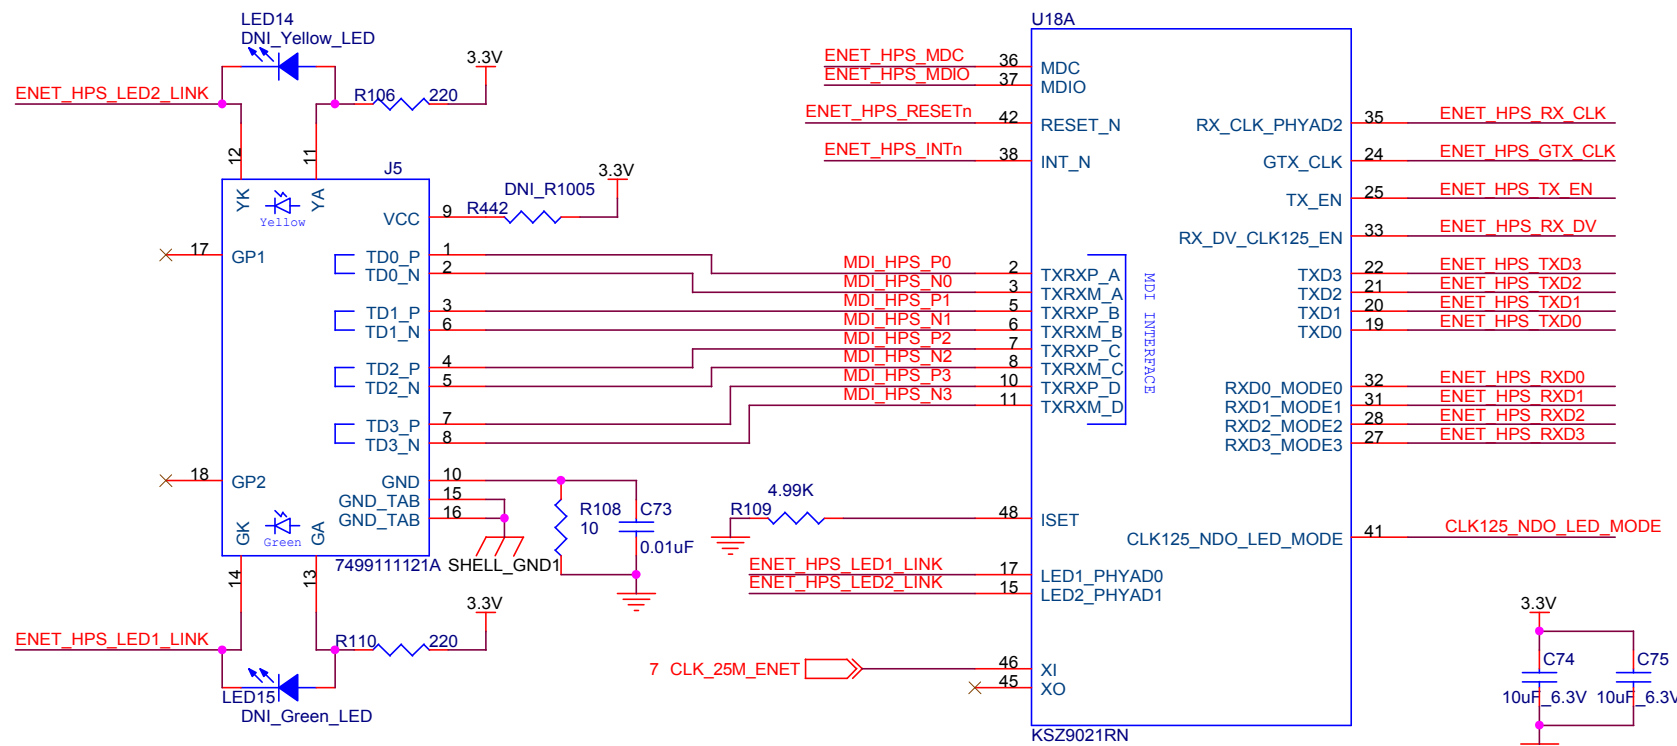 LED14
DNI_Yellow_LED
3.3V
ENET_HPS_LED2_LINK
R106 220
12
11
J5
YK
YA
Yellow
DNI_R1005
3.3V
VCC 9 R442
17 GP1
TD0_P 1
TD0_N 2
TD1_P 3
TD1_N 6
TD2_P 4
TD2_N 5
TD3_P 7
TD3_N 8
18 GP2
GND 10
GND_TAB 15
GND_TAB 16
Green
GK
GA
7499111121A
SHELL_GND1
R108
10
C73
0.01uF
14
13
3.3V
ENET_HPS_LED1_LINK
R110 220
LED15
DNI_Green_LED
MDI_HPS_P0
MDI_HPS_N0
MDI_HPS_P1
MDI_HPS_N1
MDI_HPS_P2
MDI_HPS_N2
MDI_HPS_P3
MDI_HPS_N3
U18A
ENET_HPS_MDC 36 MDC
ENET_HPS_MDIO 37 MDIO
ENET_HPS_RESETn 42 RESET_N
ENET_HPS_INTn 38 INT_N
2 TXRXP_A
3 TXRXM_A
5 TXRXP_B
6 TXRXM_B
7 TXRXP_C
8 TXRXM_C
10 TXRXP_D
11 TXRXM_D
MDI INTERFACE
4.99K
R109
48 ISET
ENET_HPS_LED1_LINK 17 LED1_PHYAD0
ENET_HPS_LED2_LINK 15 LED2_PHYAD1
7 CLK_25M_ENET 46 XI
45 XO
KSZ9021RN
RX_CLK_PHYAD2 35 ENET_HPS_RX_CLK
GTX_CLK 24 ENET_HPS_GTX_CLK
TX_EN 25 ENET_HPS_TX_EN
RX_DV_CLK125_EN 33 ENET_HPS_RX_DV
TXD3 22 ENET_HPS_TXD3
TXD2 21 ENET_HPS_TXD2
TXD1 20 ENET_HPS_TXD1
TXD0 19 ENET_HPS_TXD0
RXD0_MODE0 32 ENET_HPS_RXD0
RXD1_MODE1 31 ENET_HPS_RXD1
RXD2_MODE2 28 ENET_HPS_RXD2
RXD3_MODE3 27 ENET_HPS_RXD3
CLK125_NDO_LED_MODE 41 CLK125_NDO_LED_MODE
3.3V
C74
10uF_6.3V
C75
10uF_6.3V